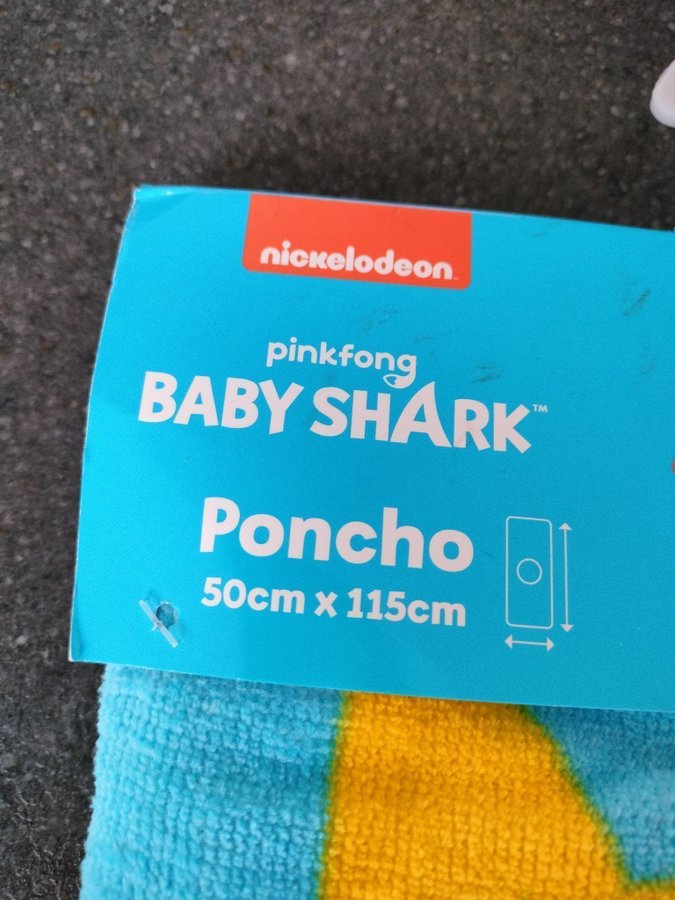 nickelodeon
pinkfong
BABY SHARK™
Poncho
50cm x 115cm